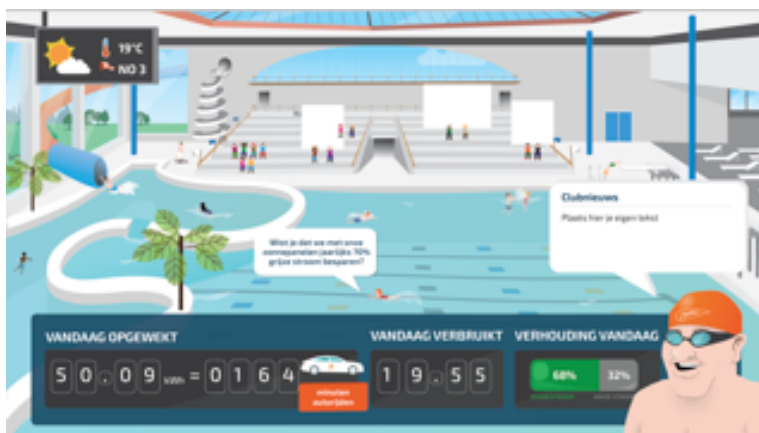 19°C
NO 3
Clubnieuws
Plaats hier je eigen tekst
Wist je dat we met onze
zonnepanelen jaarlijks 70%
grijze stroom besparen?
VANDAAG OPGEWEKT
50.09 kWh = 0164
minuten
autorijden
VANDAAG VERBRUIKT
19.55
VERHOUDING VANDAAG
68% 32%